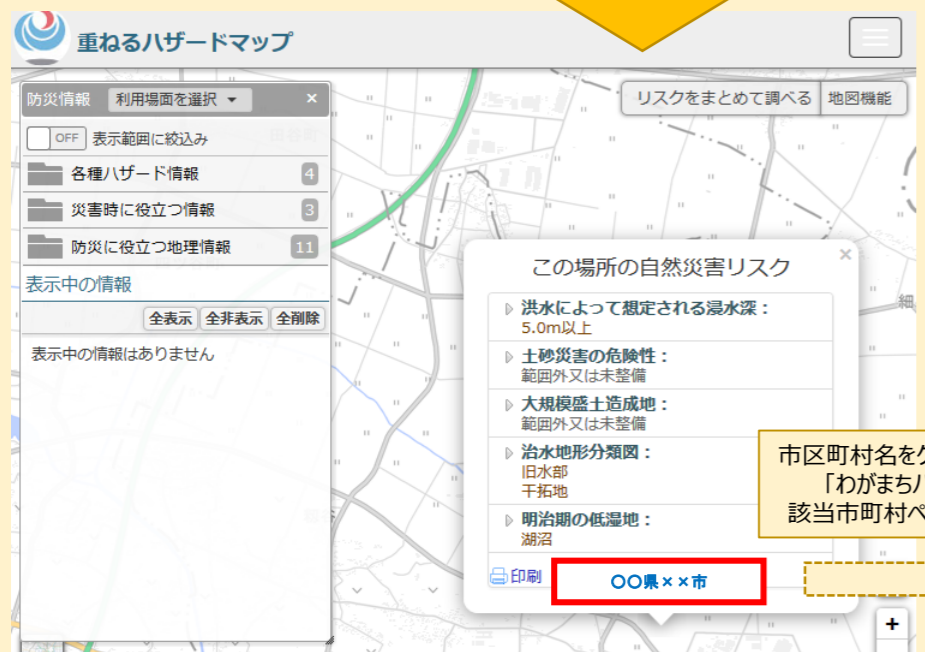 重ねるハザードマップ
防災情報 利用場面を選択 ▼ ×
リスクをまとめて調べる 地図機能
OFF 表示範囲に絞込み
各種ハザード情報 4
災害時に役立つ情報 3
防災に役立つ地理情報 11
表示中の情報
全表示 全非表示 全削除
表示中の情報はありません
この場所の自然災害リスク ×
洪水によって想定される浸水深：
5.0m以上
土砂災害の危険性：
範囲外又は未整備
大規模盛土造成地：
範囲外又は未整備
治水地形分類図：
旧水部
干拓地
明治期の低湿地：
湖沼
印刷 〇〇県××市
市区町村名を
「わがまち
該当市町村ペ
細
+